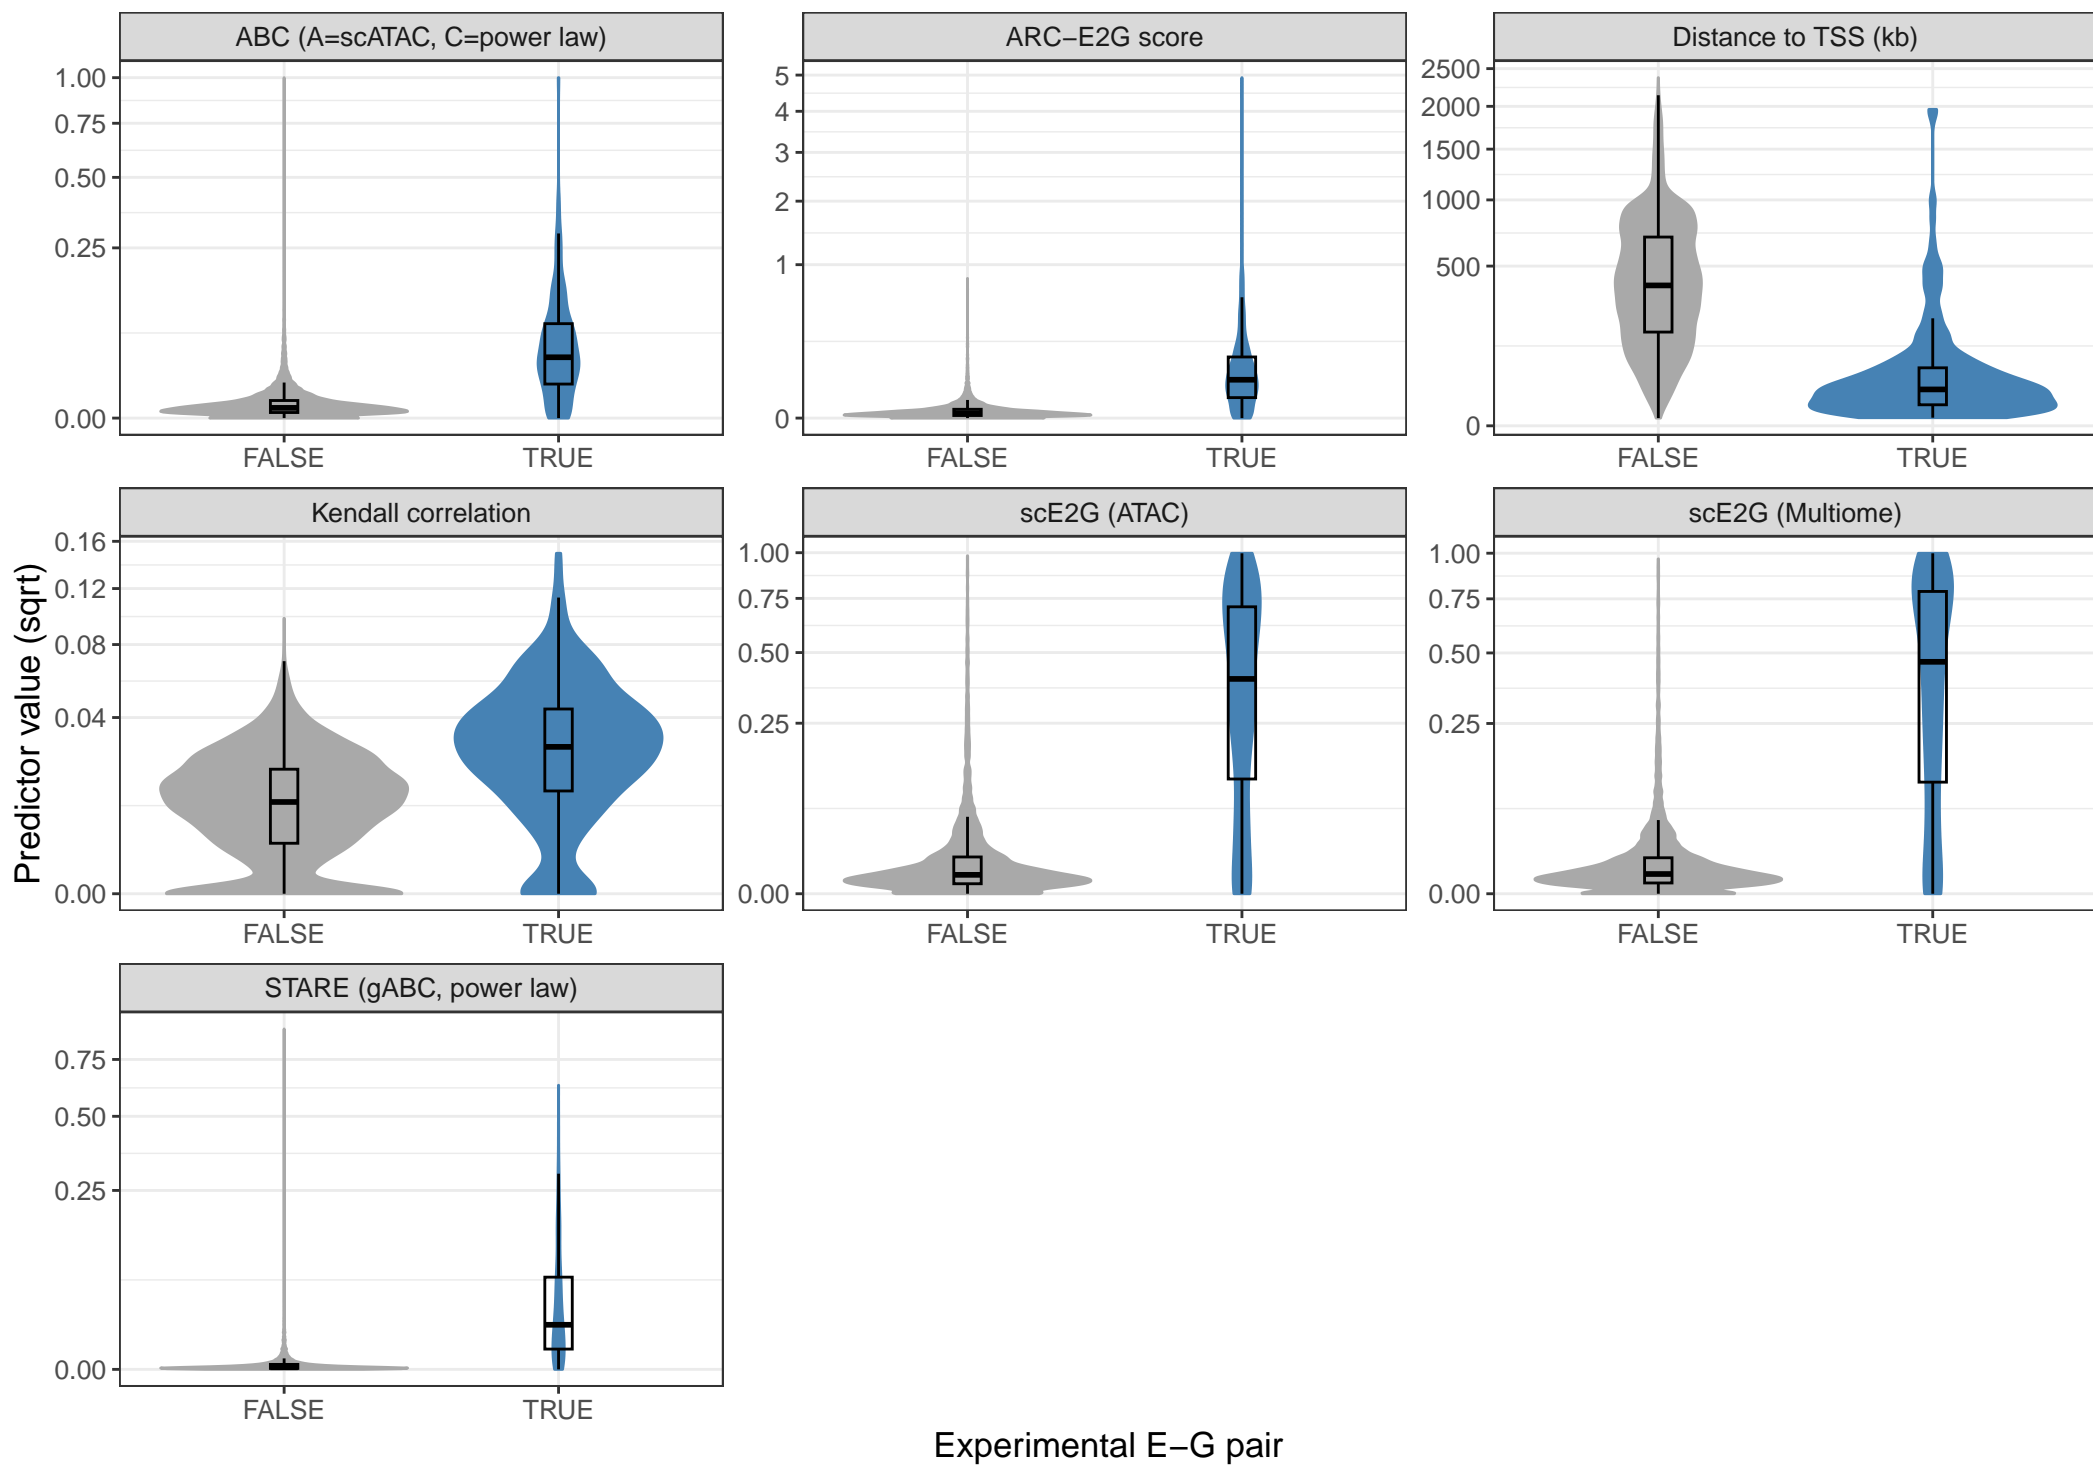 ABC (A=scATAC, C=power law)
ARC−E2G score
Distance to TSS (kb)
1.00
0.75
0.50
0.25
0.00
FALSE
TRUE
5
4
3
2
1
0
FALSE
TRUE
2500
2000
1500
1000
500
0
FALSE
TRUE
Predictor value (sqrt)
Kendall correlation
scE2G (ATAC)
scE2G (Multiome)
0.16
0.12
0.08
0.04
0.00
FALSE
TRUE
1.00
0.75
0.50
0.25
0.00
FALSE
TRUE
1.00
0.75
0.50
0.25
0.00
FALSE
TRUE
STARE (gABC, power law)
0.75
0.50
0.25
0.00
FALSE
TRUE
Experimental E−G pair